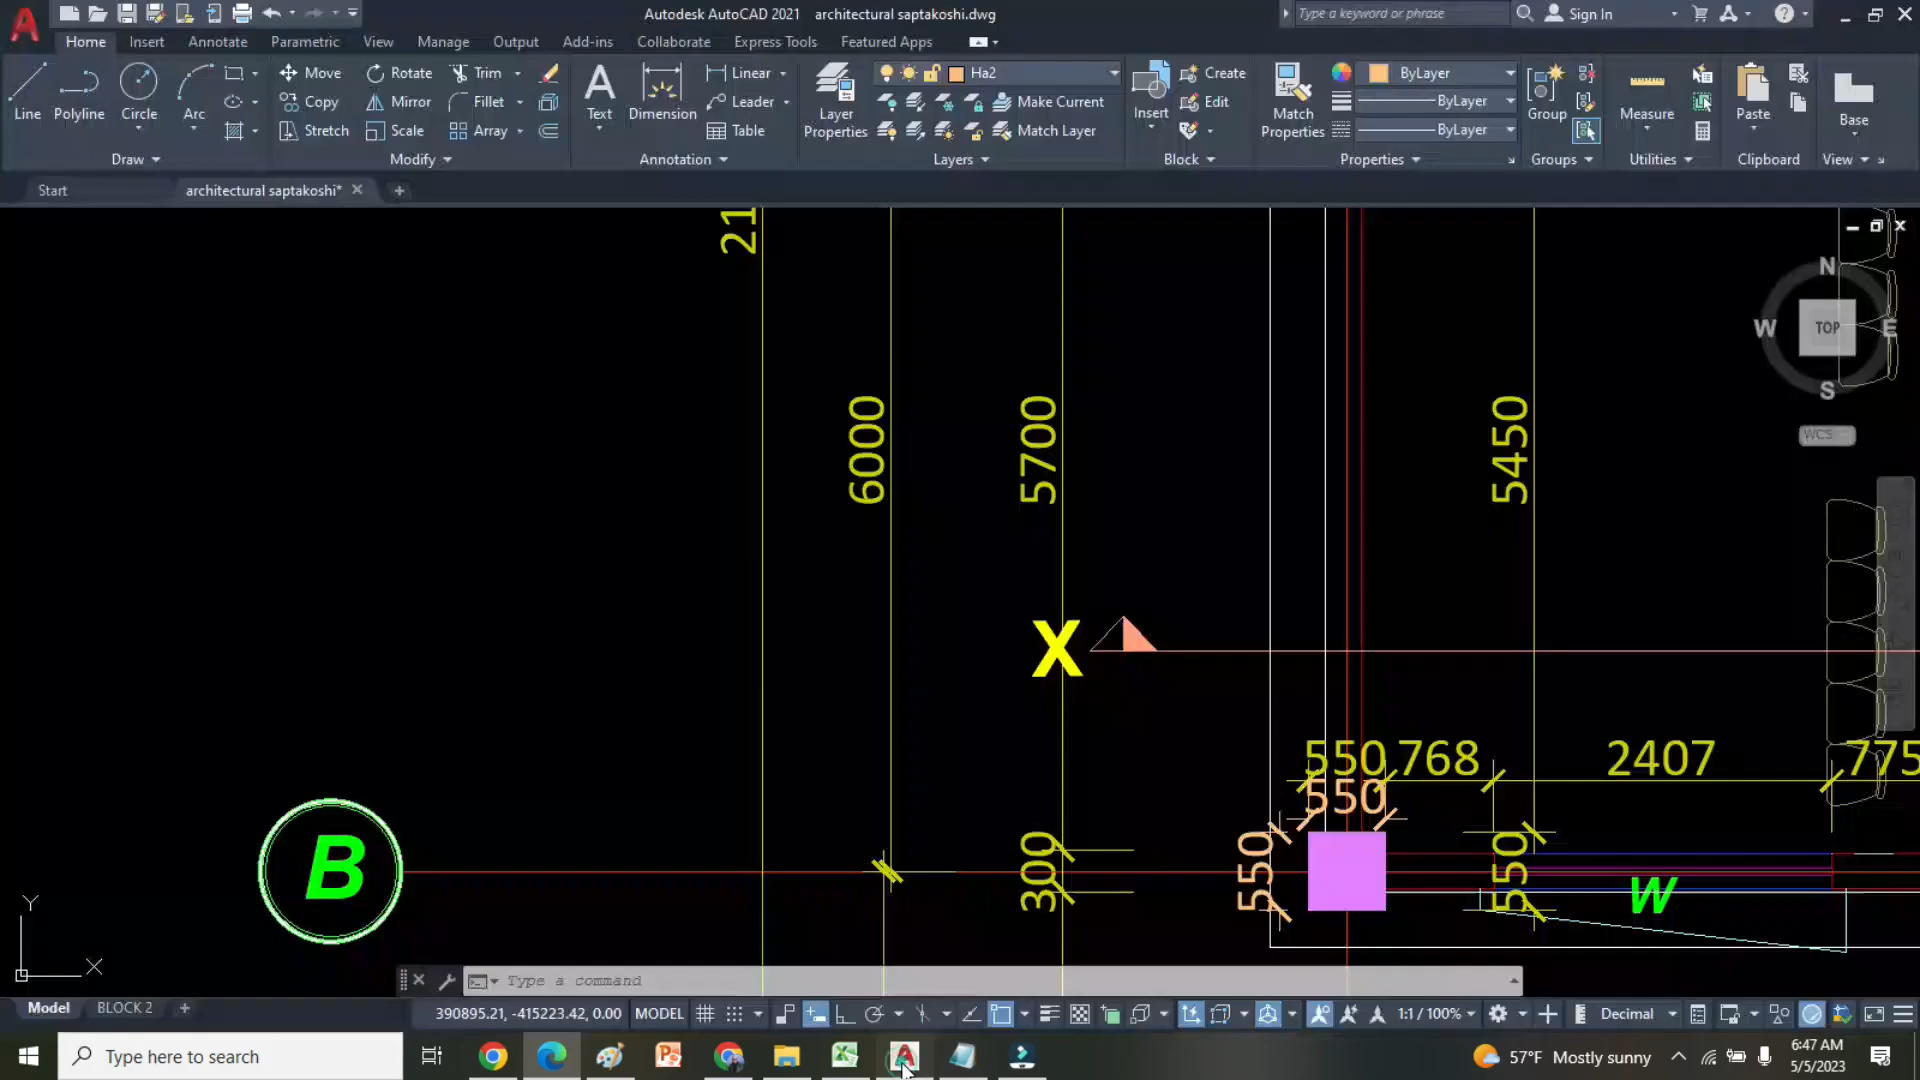 Autodesk AutoCAD 2021 architectural saptakoshi.dwg
Type a keyword or phrase
Sign In
Home Insert Annotate Parametric View Manage Output Add-ins Collaborate Express Tools Featured Apps
Line Polyline Circle Arc
Move Rotate Trim
Copy Mirror Fillet
Stretch Scale Array
Text Dimension
Linear
Leader
Table
Layer Properties
Ha2
Make Current
Match Layer
Insert
Create
Edit
Match Properties
ByLayer
ByLayer
ByLayer
Group
Measure
Paste
Base
Draw Modify Annotation Layers Block Properties Groups Utilities Clipboard View
Start architectural saptakoshi*
21
6000
5700
5450
N
W TOP E
S
WCS
X
550 768 2407 775
550
B
300
550
550
W
Y
X
Type a command
Model BLOCK 2
390895.21, -415223.42, 0.00 MODEL 1:1 / 100% Decimal
Type here to search
57°F Mostly sunny
6:47 AM
5/5/2023